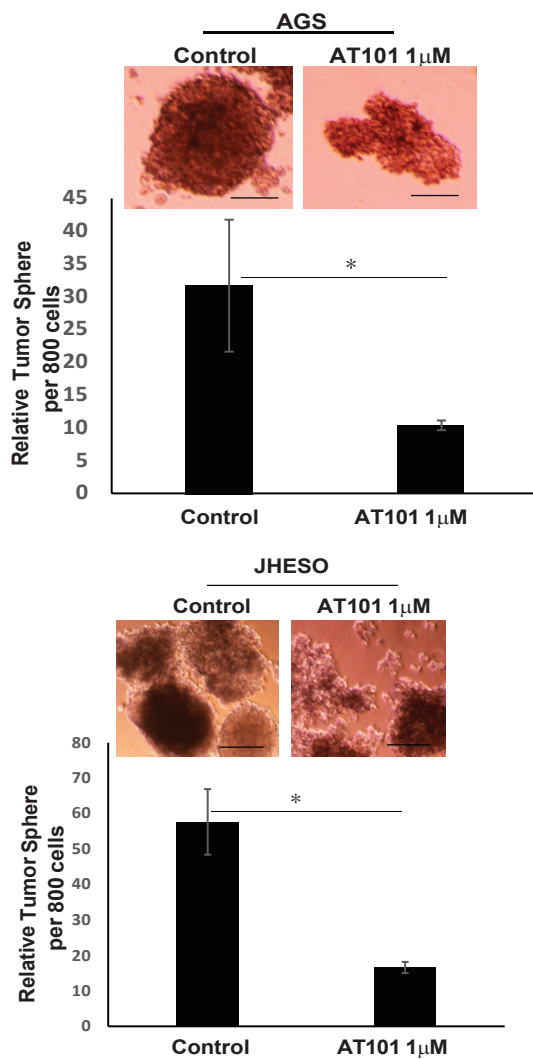 AGS
Control AT101 1μM
45
40
35
30
25
20
15
10
5
0
Relative Tumor Sphere
per 800 cells
*
Control AT101 1μM
JHESO
Control AT101 1μM
80
70
60
50
40
30
20
10
0
Relative Tumor Sphere
per 800 cells
*
Control AT101 1μM